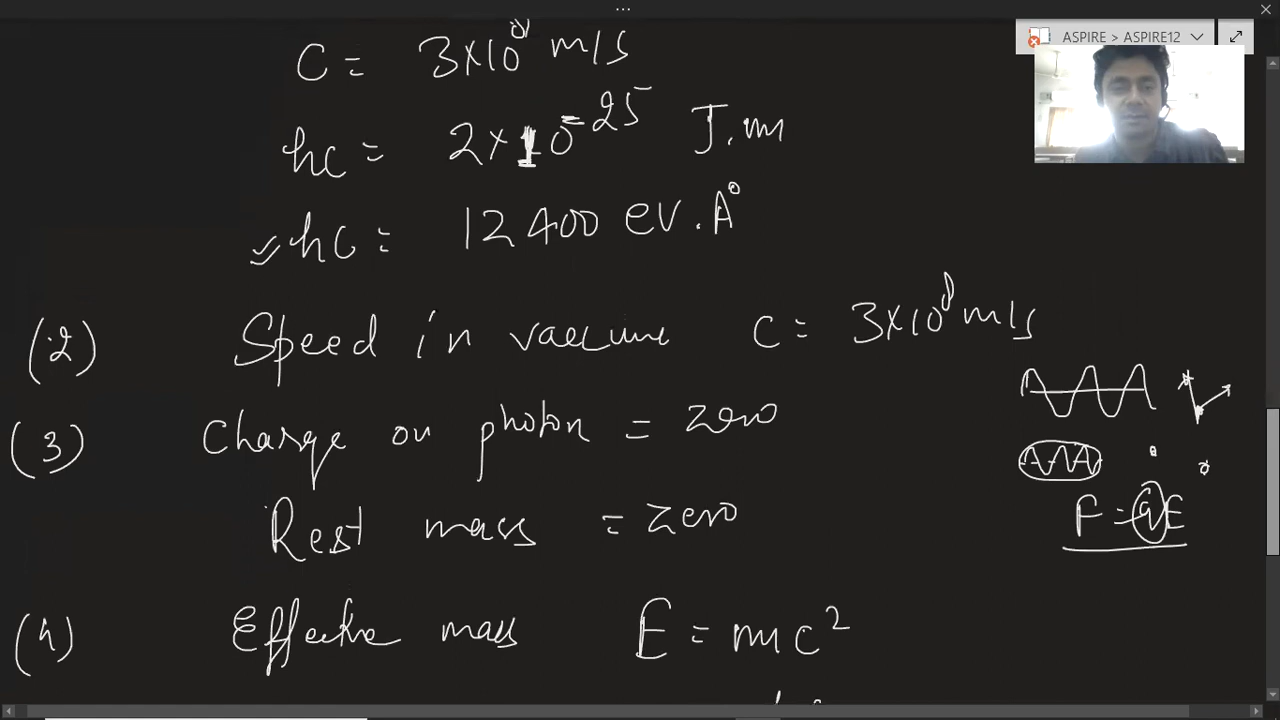 ASPIRE > ASPIRE12
C = 3×10⁸ m/s
hc = 2×10⁻²⁵ J.m
✓ hc = 12400 ev.A°
(2) Speed in vaccume C = 3×10⁸ m/s
(3) Charge on photon = Zero
F = qE
Rest mass = Zero
(4) Effective mass E = mc²